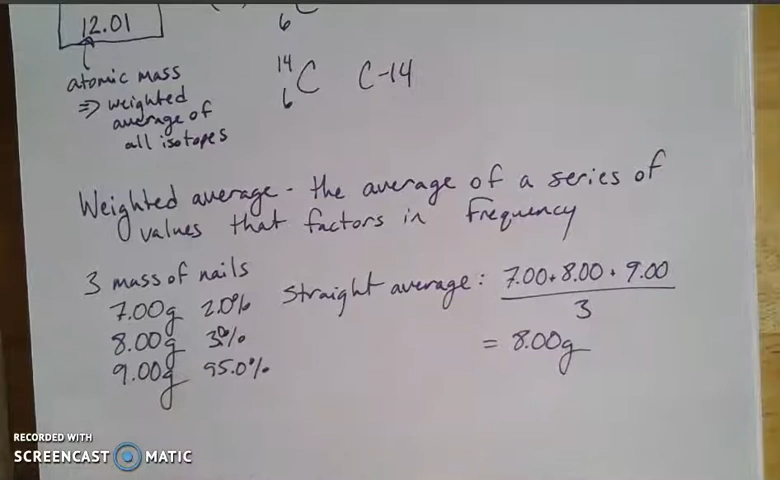 12.01
6
atomic mass
⇒ weighted
average of
all isotopes
14
6 C C-14
Weighted average - the average of a series of
values that factors in Frequency
3 mass of nails
7.00g 2.0%
8.00g 3%
9.00g 95.0%
Straight average: 7.00+8.00+9.00
3
= 8.00g
RECORDED WITH
SCREENCAST MATIC